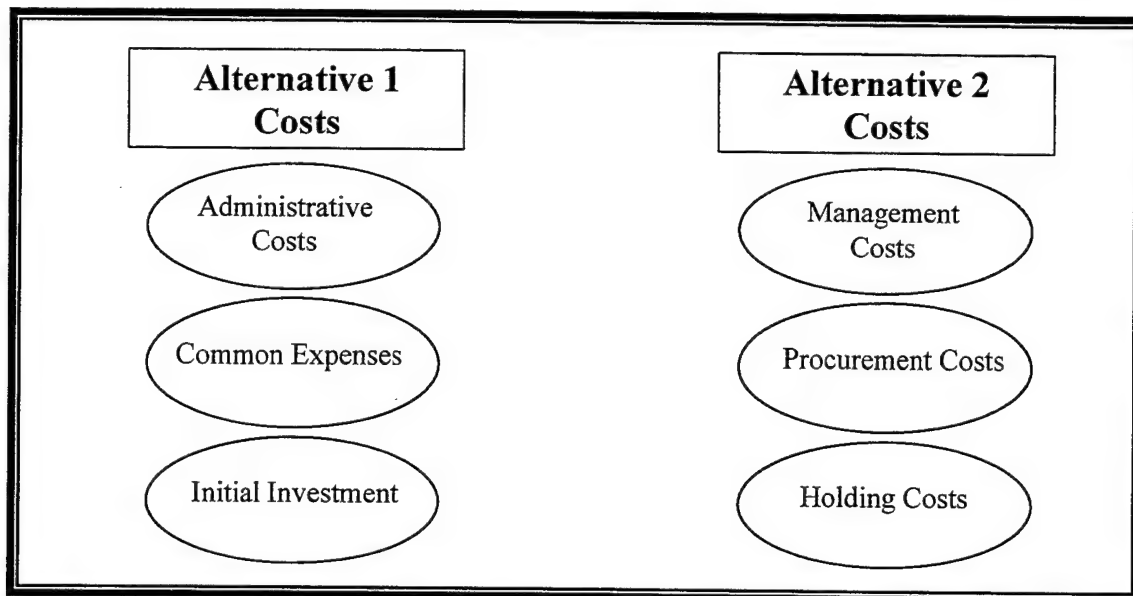 Alternative 1
Costs
Administrative
Costs
Common Expenses
Initial Investment
Alternative 2
Costs
Management
Costs
Procurement Costs
Holding Costs